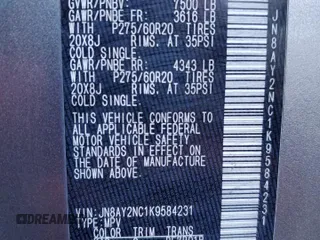 GVWR/PNBV: 7500 LB
GAWR/PNBE FR: 3616 LB
WITH P275/60R20 TIRES
20X8J RIMS, AT 35PSI
COLD SINGLE
GAWR/PNBE RR: 4343 LB
WITH P275/60R20 TIRES
20X8J RIMS, AT 35PSI
COLD SINGLE.
THIS VEHICLE CONFORMS TO
ALL APPLICABLE FEDERAL
MOTOR VEHICLE SAFETY
STANDARDS IN EFFECT ON THE
DATE OF MANUFACTURE SHOWN
ABOVE.
VIN:JN8AY2NC1K9584231
TYPE:MPV
COLOR TRIM TRANS
JN8AY2NC1K9584231